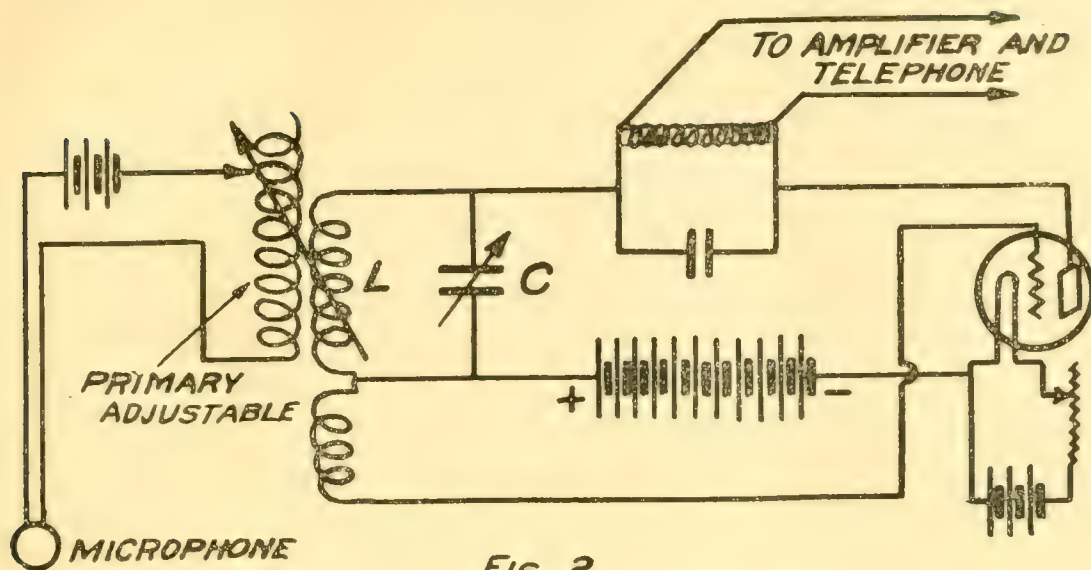 TO AMPLIFIER AND
TELEPHONE
L
C
PRIMARY
ADJUSTABLE
+
-
MICROPHONE
FIG. 2